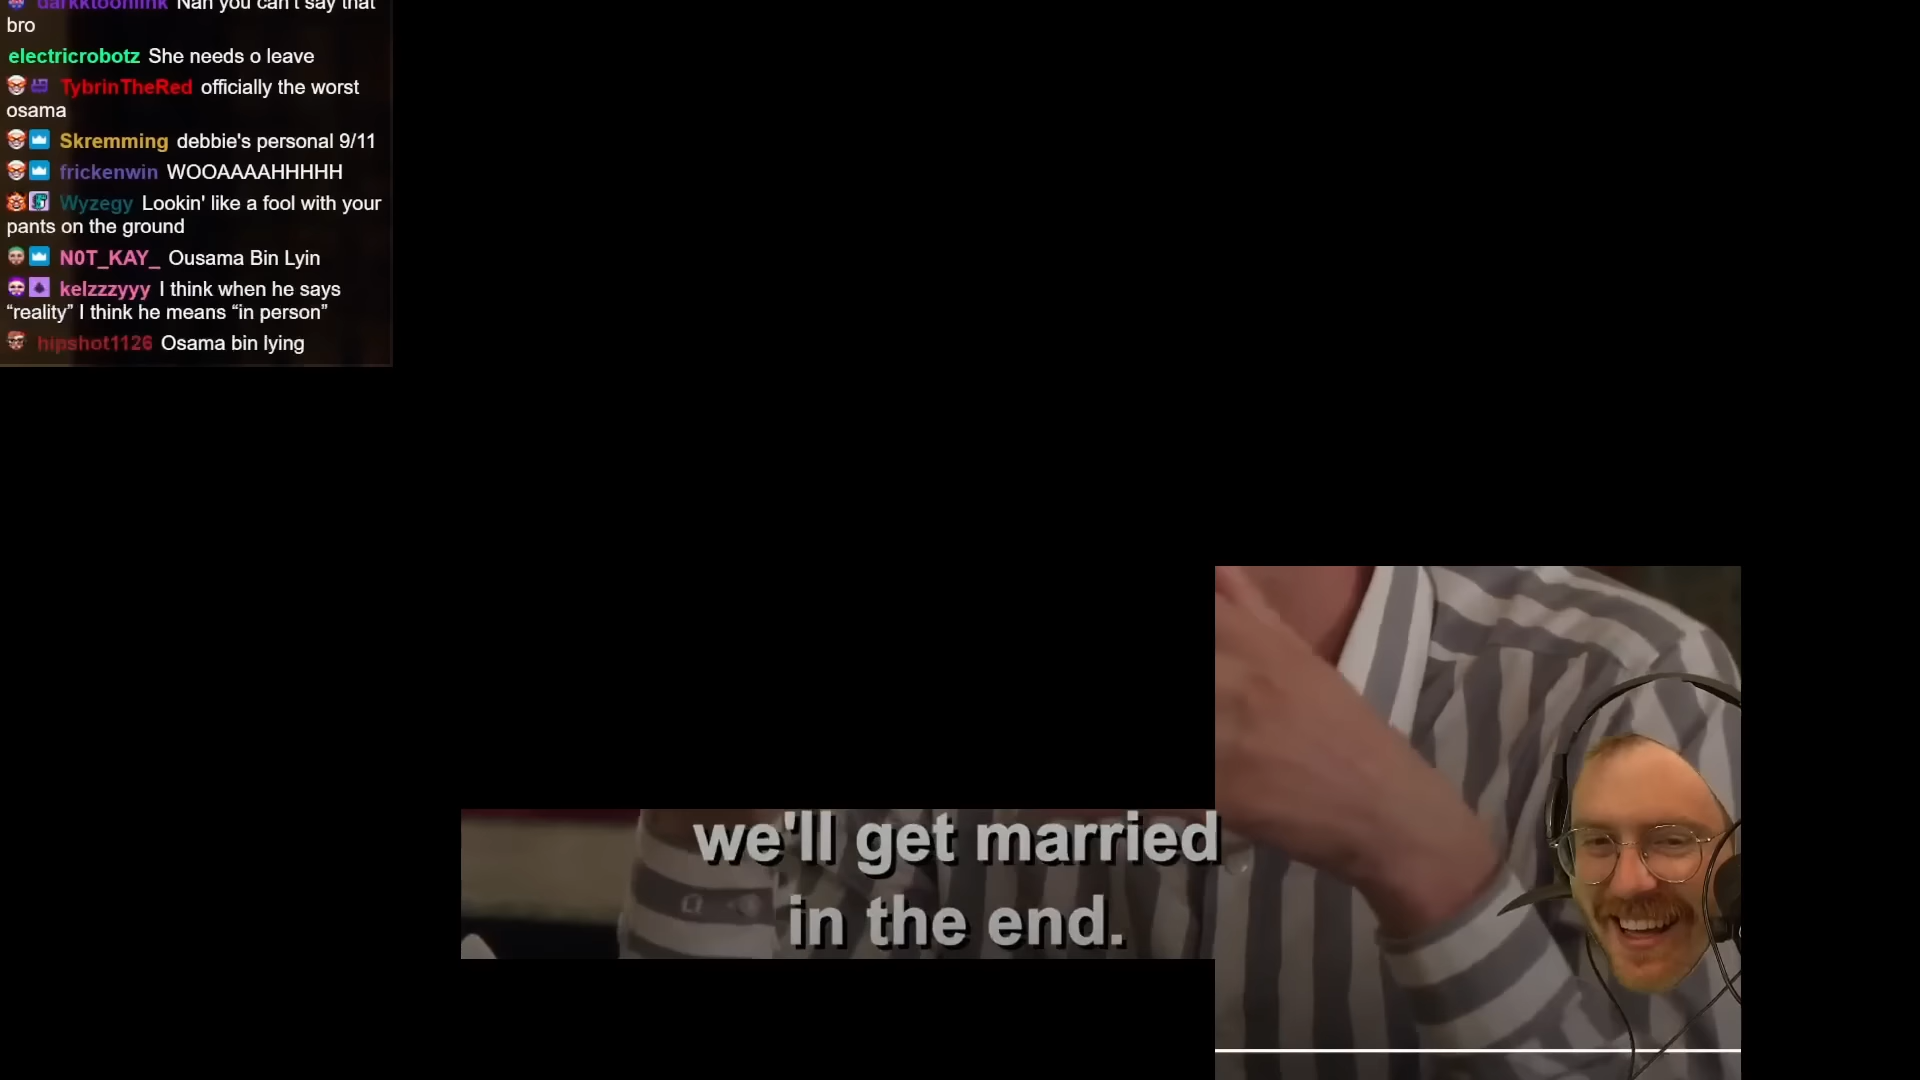 darkktoonlink Nah you can't say that
bro
electricrobotz She needs o leave
TybrinTheRed officially the worst
osama
Skremming debbie's personal 9/11
frickenwin WOOAAAAHHHHH
Wyzegy Lookin' like a fool with your
pants on the ground
N0T_KAY_ Ousama Bin Lyin
kelzzzyyy I think when he says
“reality” I think he means “in person”
hipshot1126 Osama bin lying
we'll get married
in the end.